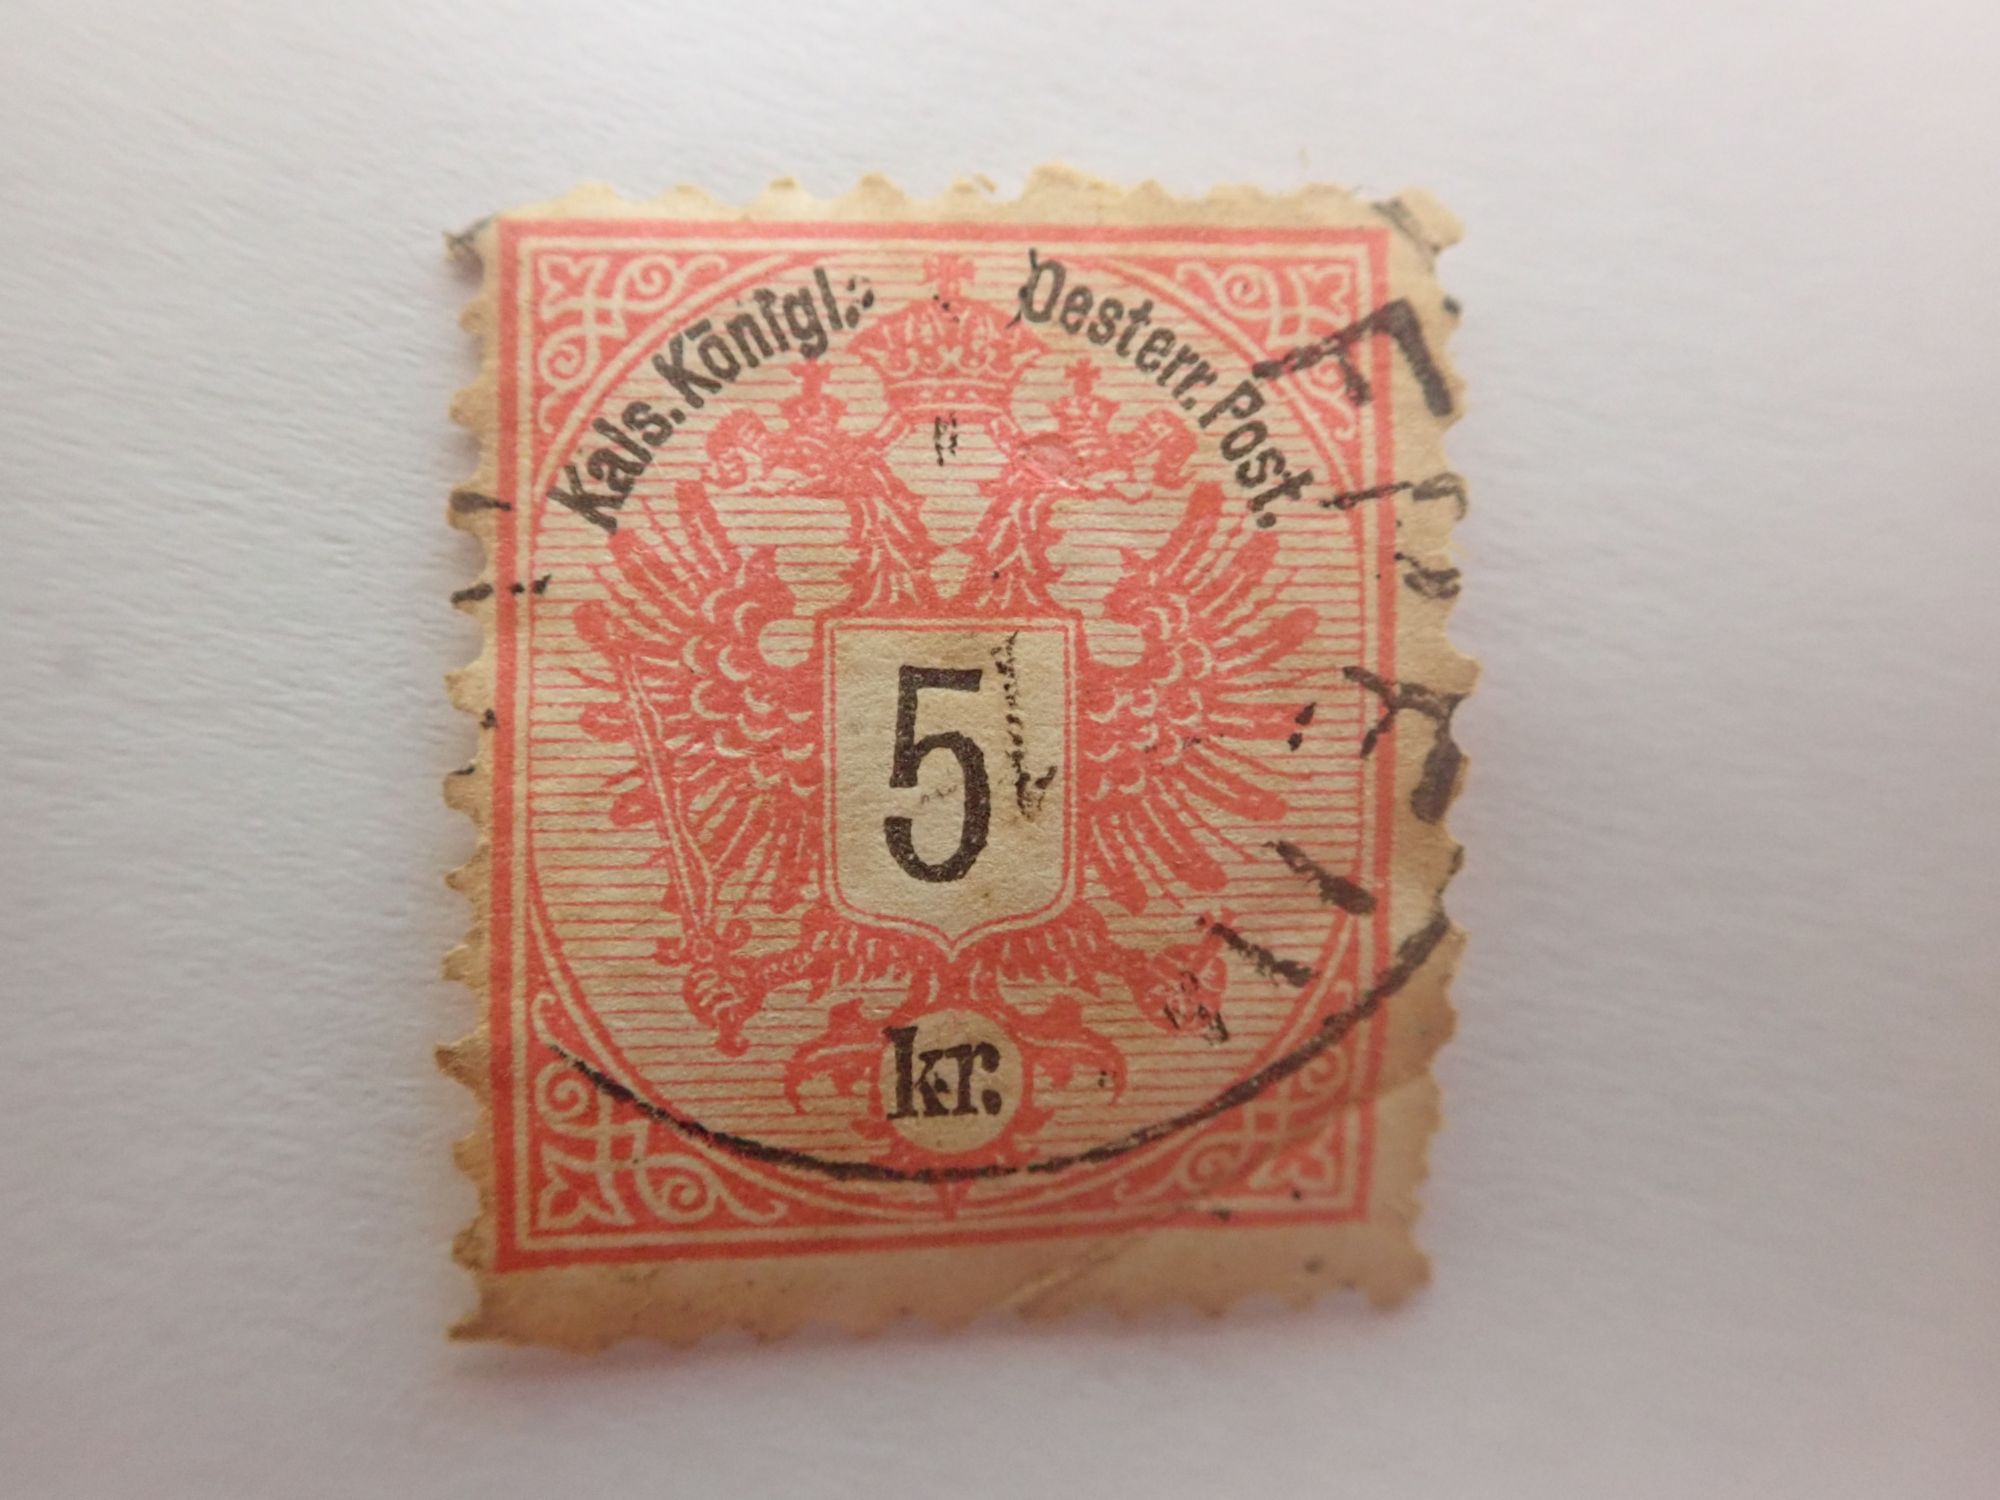 Kais. Königl. Oesterr. Post.
5
kr.